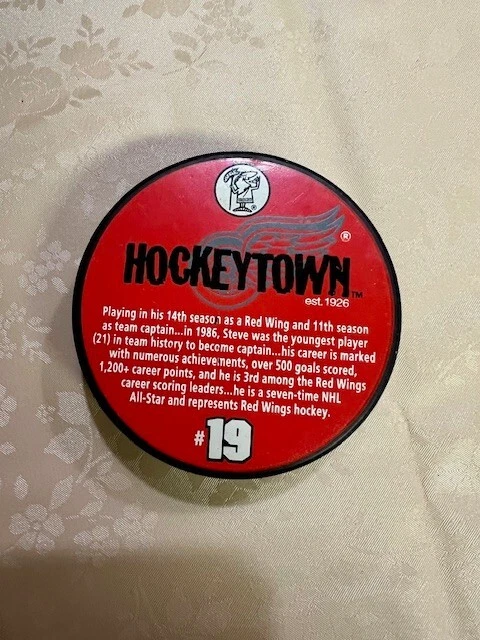 HOCKEYTOWN™
®
est. 1926
Playing in his 14th season as a Red Wing and 11th season
as team captain...in 1986, Steve was the youngest player
(21) in team history to become captain...his career is marked
with numerous achievements, over 500 goals scored,
1,200+ career points, and he is 3rd among the Red Wings
career scoring leaders...he is a seven-time NHL
All-Star and represents Red Wings hockey.
#19